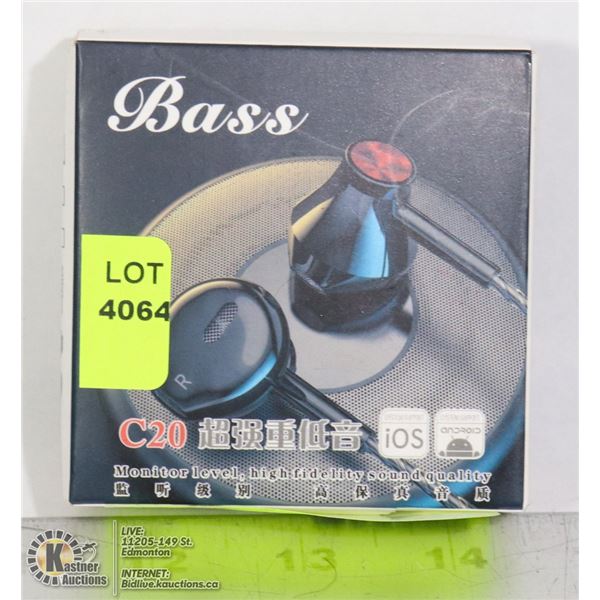 Bass
LOT
4064
R
C20 超强重低音
iOS
ANDROID
Monitor level, high-fidelity sound quality
监听级别 高保真音质
2 13 14
Kastner
Auctions
LIVE:
11205-149 St.
Edmonton
INTERNET:
Bidlive.kauctions.ca